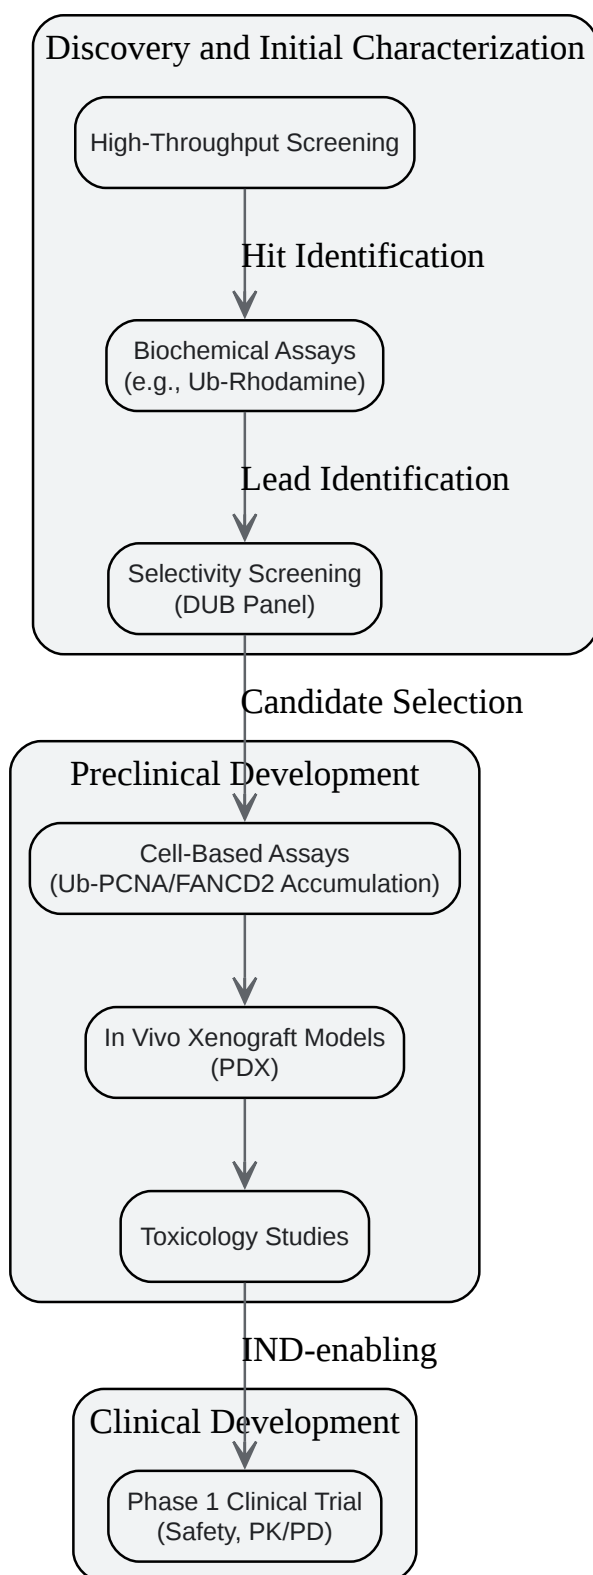 Discovery and Initial Characterization
High-Throughput Screening
Hit Identification
Biochemical Assays
(e.g., Ub-Rhodamine)
Lead Identification
Selectivity Screening
(DUB Panel)
Candidate Selection
Preclinical Development
Cell-Based Assays
(Ub-PCNA/FANCD2 Accumulation)
In Vivo Xenograft Models
(PDX)
Toxicology Studies
IND-enabling
Clinical Development
Phase 1 Clinical Trial
(Safety, PK/PD)